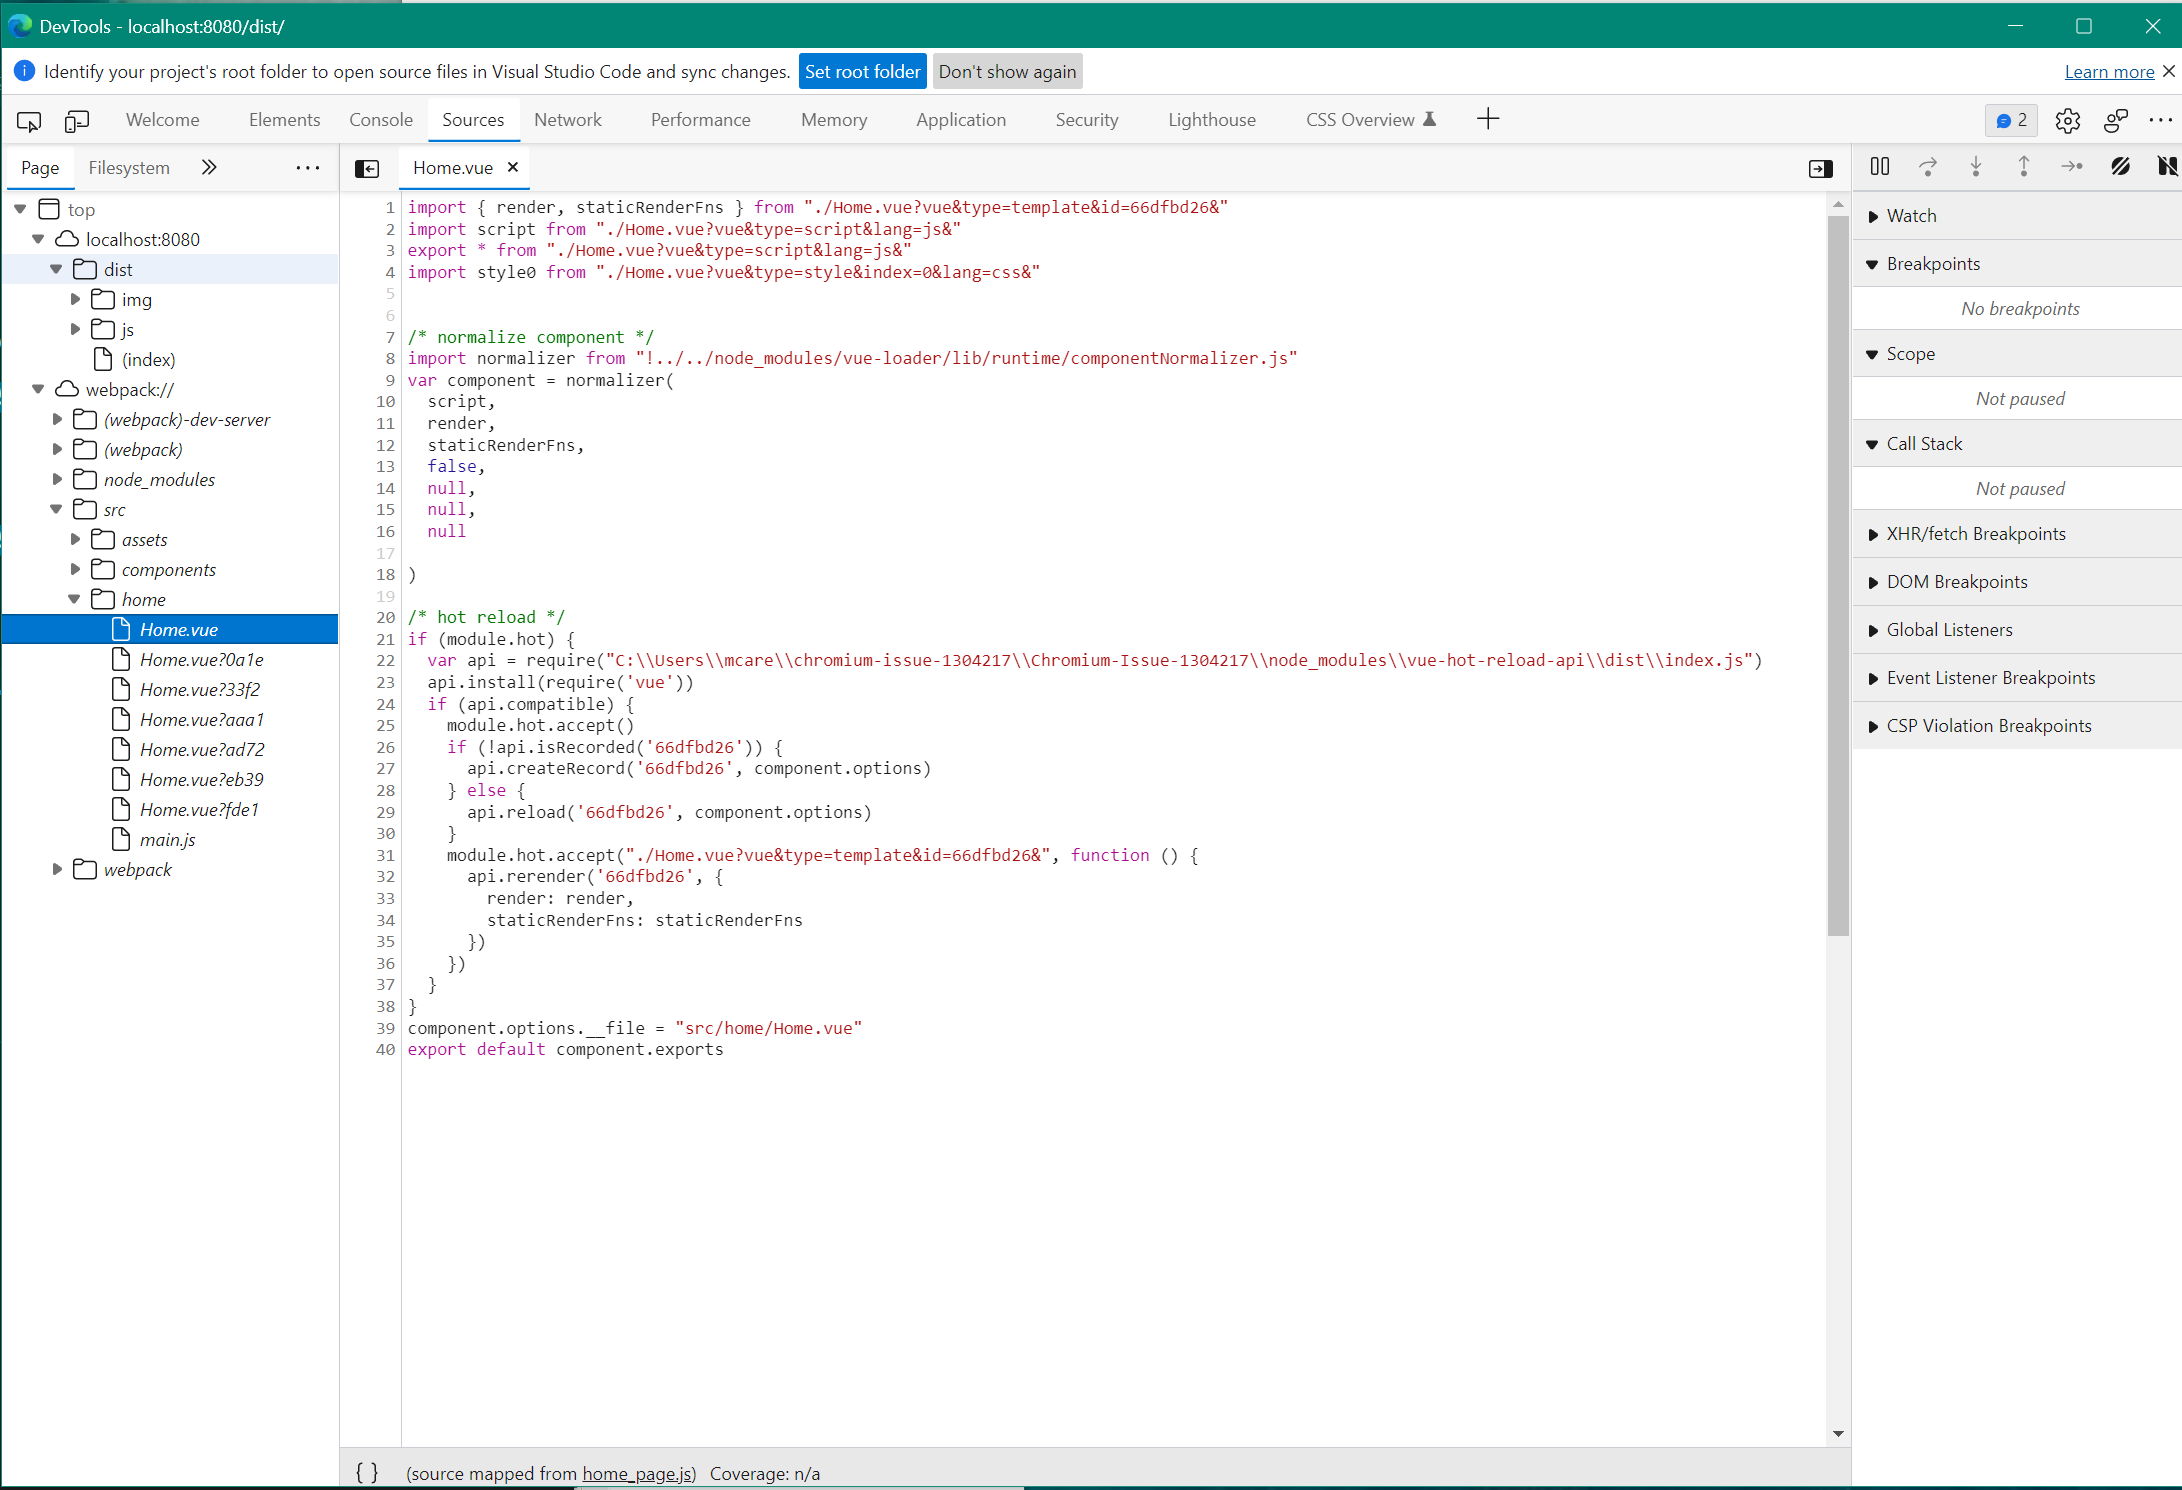 DevTools - localhost:8080/dist/
Identify your project's root folder to open source files in Visual Studio Code and sync changes. Set root folder Don't show again Learn more
Welcome Elements Console Sources Network Performance Memory Application Security Lighthouse CSS Overview 2
Page Filesystem
top
localhost:8080
dist
img
js
(index)
webpack://
(webpack)-dev-server
(webpack)
node_modules
src
assets
components
home
Home.vue
Home.vue?0a1e
Home.vue?33f2
Home.vue?aaa1
Home.vue?ad72
Home.vue?eb39
Home.vue?fde1
main.js
webpack
Home.vue
1 import { render, staticRenderFns } from "./Home.vue?vue&type=template&id=66dfbd26&"
2 import script from "./Home.vue?vue&type=script&lang=js&"
3 export * from "./Home.vue?vue&type=script&lang=js&"
4 import style0 from "./Home.vue?vue&type=style&index=0&lang=css&"
5
6
7 /* normalize component */
8 import normalizer from "!../../node_modules/vue-loader/lib/runtime/componentNormalizer.js"
9 var component = normalizer(
10 script,
11 render,
12 staticRenderFns,
13 false,
14 null,
15 null,
16 null
17
18 )
19
20 /* hot reload */
21 if (module.hot) {
22 var api = require("C:\\Users\\mcare\\chromium-issue-1304217\\Chromium-Issue-1304217\\node_modules\\vue-hot-reload-api\\dist\\index.js")
23 api.install(require('vue'))
24 if (api.compatible) {
25 module.hot.accept()
26 if (!api.isRecorded('66dfbd26')) {
27 api.createRecord('66dfbd26', component.options)
28 } else {
29 api.reload('66dfbd26', component.options)
30 }
31 module.hot.accept("./Home.vue?vue&type=template&id=66dfbd26&", function () {
32 api.rerender('66dfbd26', {
33 render: render,
34 staticRenderFns: staticRenderFns
35 })
36 })
37 }
38 }
39 component.options.__file = "src/home/Home.vue"
40 export default component.exports
{ } (source mapped from home_page.js) Coverage: n/a
Watch
Breakpoints
No breakpoints
Scope
Not paused
Call Stack
Not paused
XHR/fetch Breakpoints
DOM Breakpoints
Global Listeners
Event Listener Breakpoints
CSP Violation Breakpoints